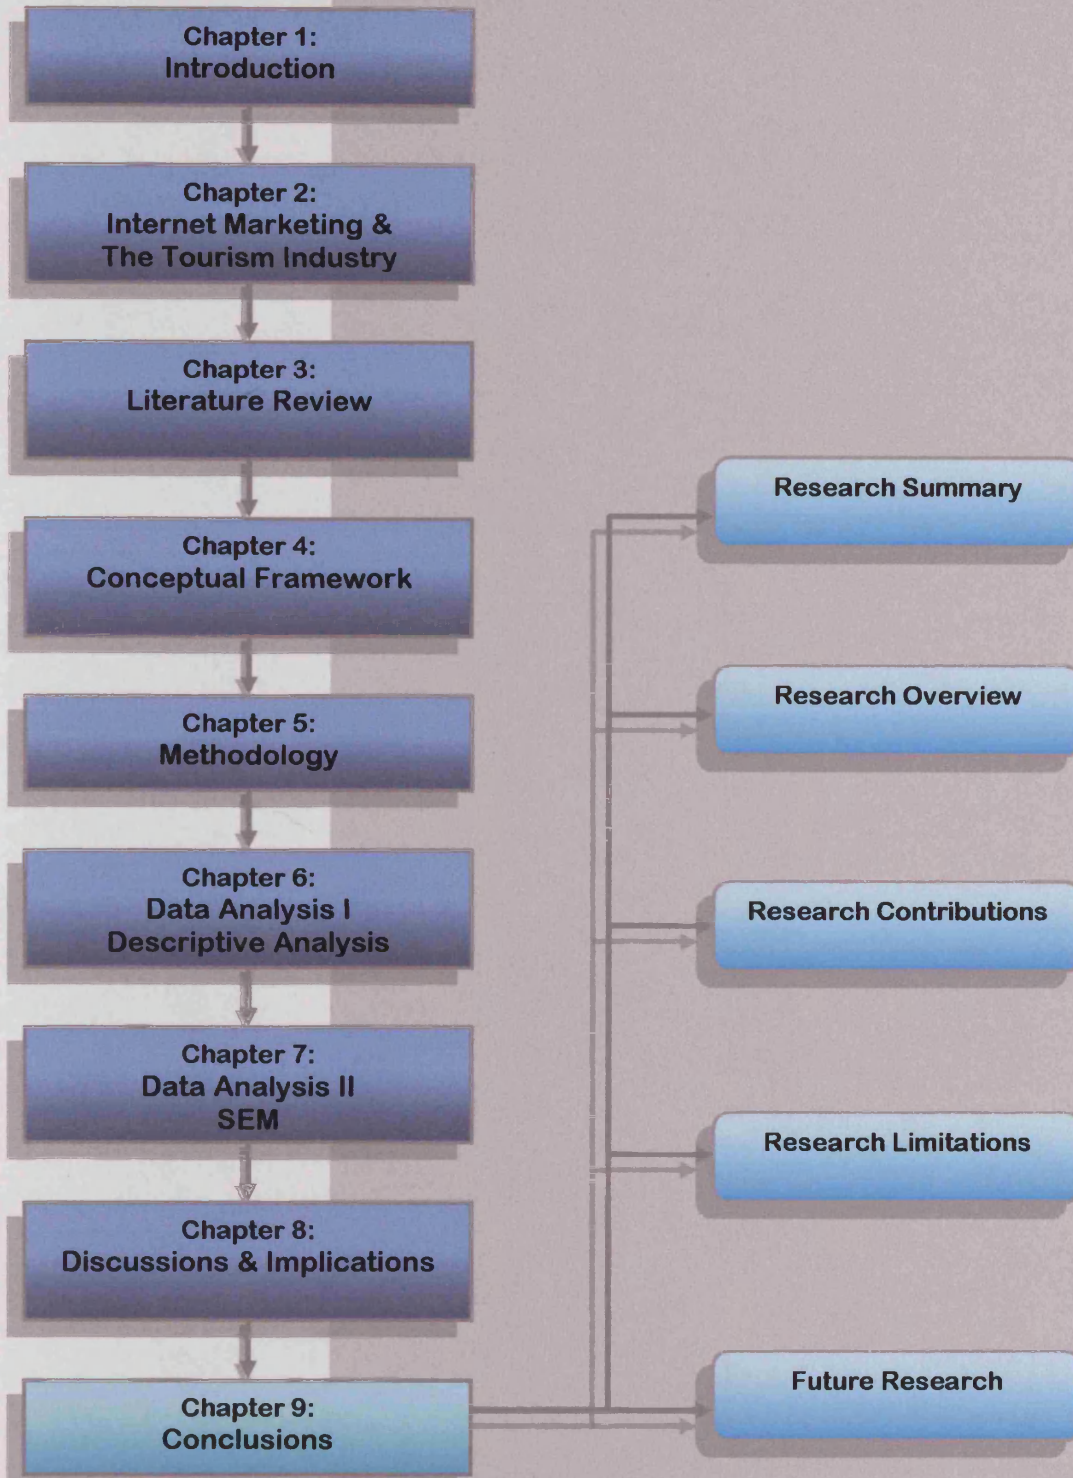 Chapter 1:
Introduction
Chapter 2:
Internet Marketing &
The Tourism Industry
Chapter 3:
Literature Review
Chapter 4:
Conceptual Framework
Chapter 5:
Methodology
Chapter 6:
Data Analysis I
Descriptive Analysis
Chapter 7:
Data Analysis II
SEM
Chapter 8:
Discussions & Implications
Chapter 9:
Conclusions
Research Summary
Research Overview
Research Contributions
Research Limitations
Future Research